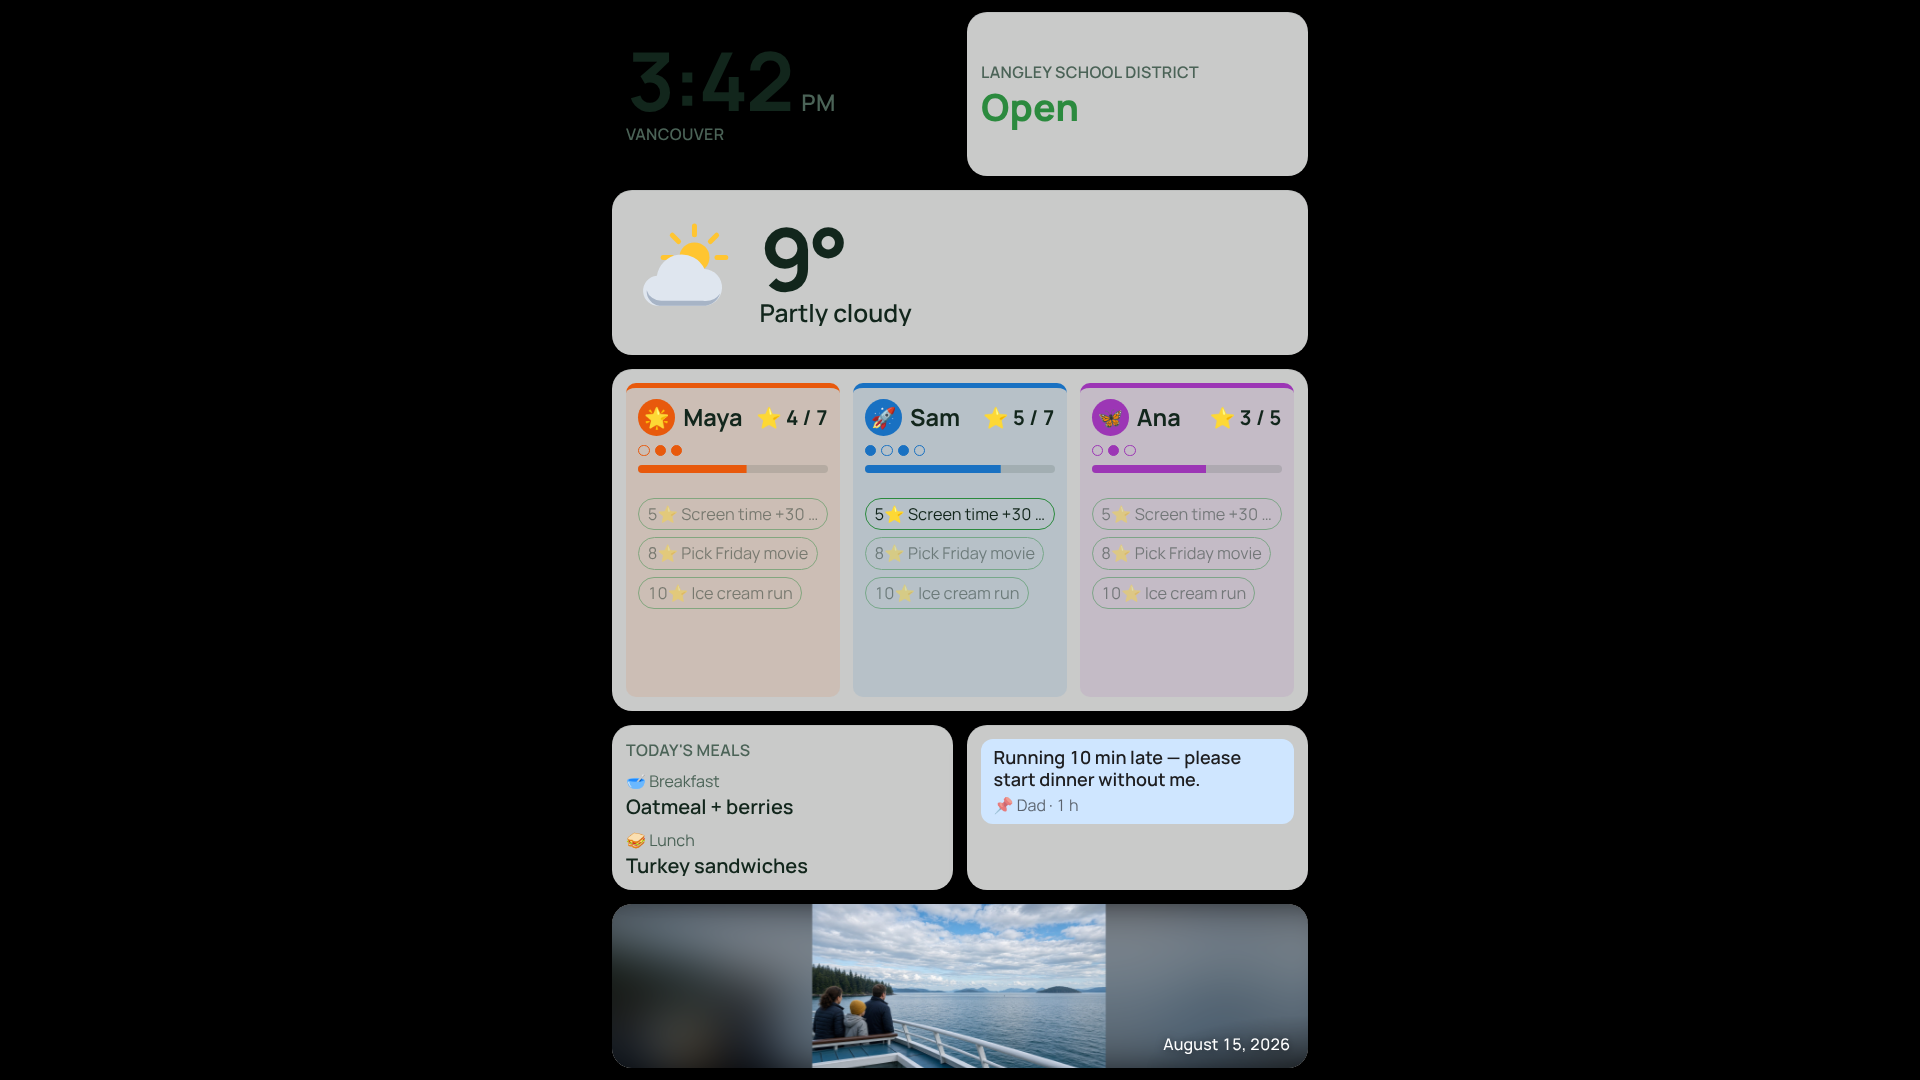 3:42 PM
VANCOUVER
LANGLEY SCHOOL DISTRICT
Open
9°
Partly cloudy
Maya ⭐ 4 / 7
5⭐ Screen time +30 ...
8⭐ Pick Friday movie
10⭐ Ice cream run
Sam ⭐ 5 / 7
5⭐ Screen time +30 ...
8⭐ Pick Friday movie
10⭐ Ice cream run
Ana ⭐ 3 / 5
5⭐ Screen time +30 ...
8⭐ Pick Friday movie
10⭐ Ice cream run
TODAY'S MEALS
🥣 Breakfast
Oatmeal + berries
🥪 Lunch
Turkey sandwiches
Running 10 min late — please
start dinner without me.
📌 Dad · 1 h
August 15, 2026